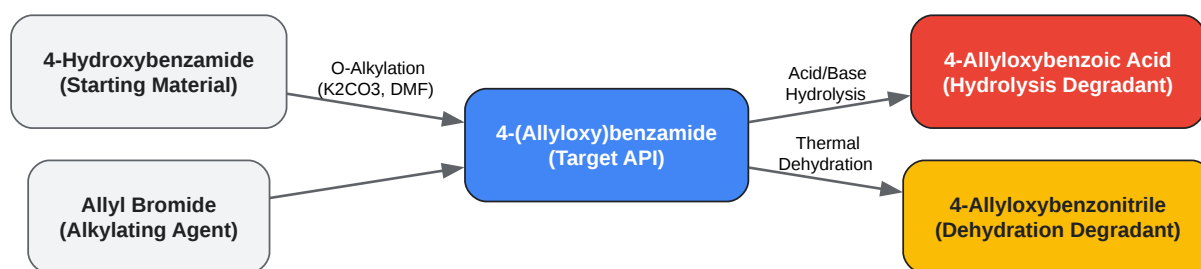 4-Hydroxybenzamide
(Starting Material)
O-Alkylation
(K2CO3, DMF)
Allyl Bromide
(Alkylating Agent)
4-(Allyloxy)benzamide
(Target API)
Acid/Base
Hydrolysis
Thermal
Dehydration
4-Allyloxybenzoic Acid
(Hydrolysis Degradant)
4-Allyloxybenzonitrile
(Dehydration Degradant)